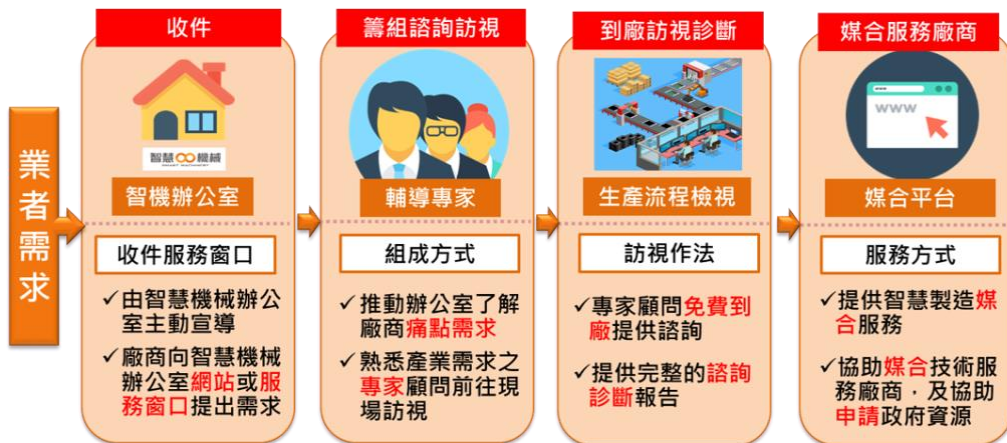 業者需求
收件
智慧機械
智機辦公室
收件服務窗口
✓由智慧機械辦公
室主動宣導
✓廠商向智慧機械
辦公室網站或服
務窗口提出需求
籌組諮詢訪視
輔導專家
組成方式
✓推動辦公室了解
廠商痛點需求
✓熟悉產業需求之
專家顧問前往現
場訪視
到廠訪視診斷
生產流程檢視
訪視作法
✓專家顧問免費到
廠提供諮詢
✓提供完整的諮詢
診斷報告
媒合服務廠商
www
WWW
媒合平台
服務方式
✓提供智慧製造媒
合服務
✓協助媒合技術服
務廠商，及協助
申請政府資源